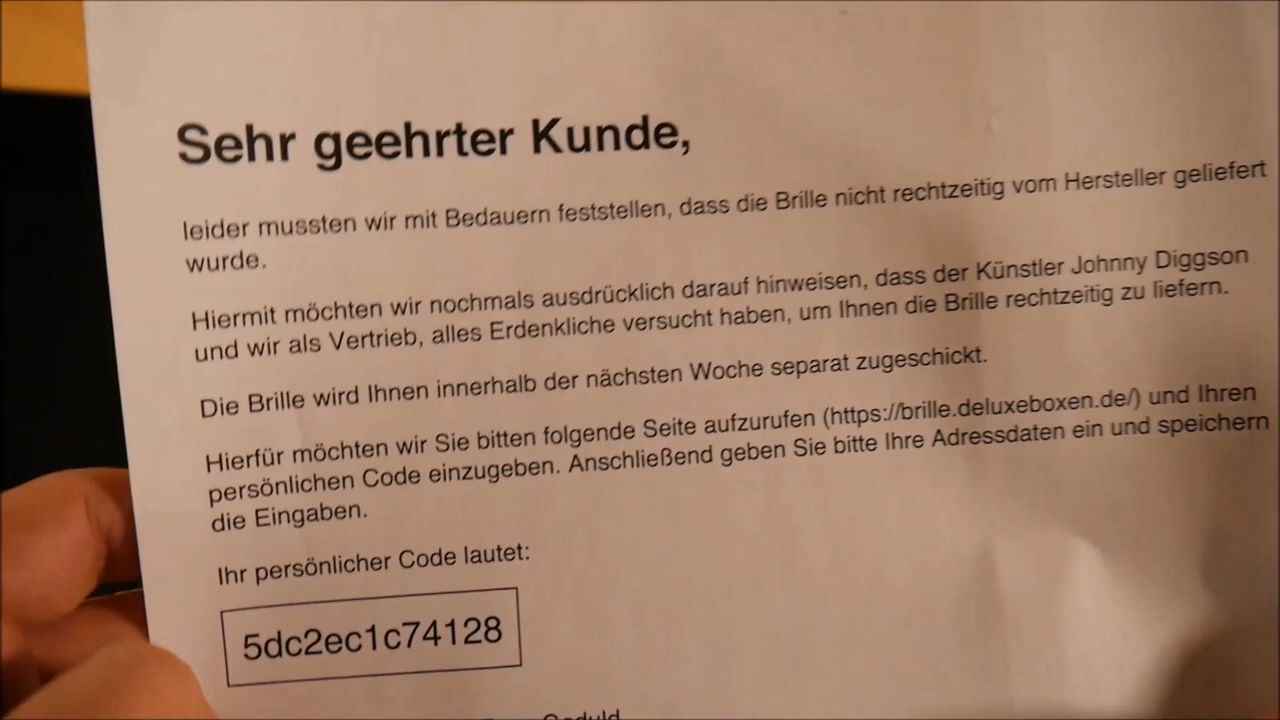 Sehr geehrter Kunde,
leider mussten wir mit Bedauern feststellen, dass die Brille nicht rechtzeitig vom Hersteller geliefert
wurde.
Hiermit möchten wir nochmals ausdrücklich darauf hinweisen, dass der Künstler Johnny Diggson
und wir als Vertrieb, alles Erdenkliche versucht haben, um Ihnen die Brille rechtzeitig zu liefern.
Die Brille wird Ihnen innerhalb der nächsten Woche separat zugeschickt.
Hierfür möchten wir Sie bitten folgende Seite aufzurufen (https://brille.deluxeboxen.de/) und Ihren
persönlichen Code einzugeben. Anschließend geben Sie bitte Ihre Adressdaten ein und speichern
die Eingaben.
Ihr persönlicher Code lautet:
5dc2ec1c74128